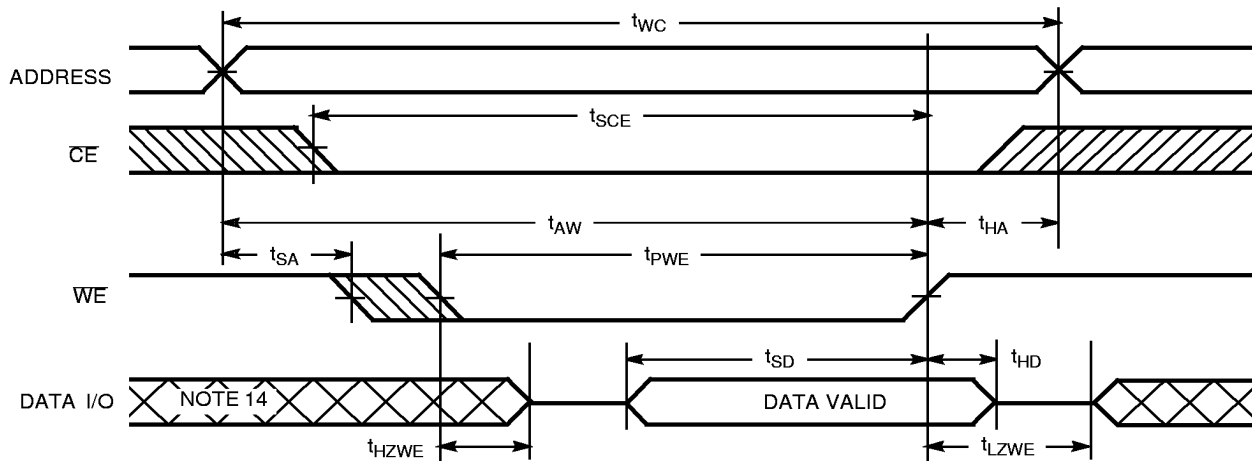 tWC
ADDRESS
tSCE
CE
tAW
tHA
tSA
tPWE
WE
tSD
tHD
DATA I/O
NOTE 14
DATA VALID
tHZWE
tLZWE